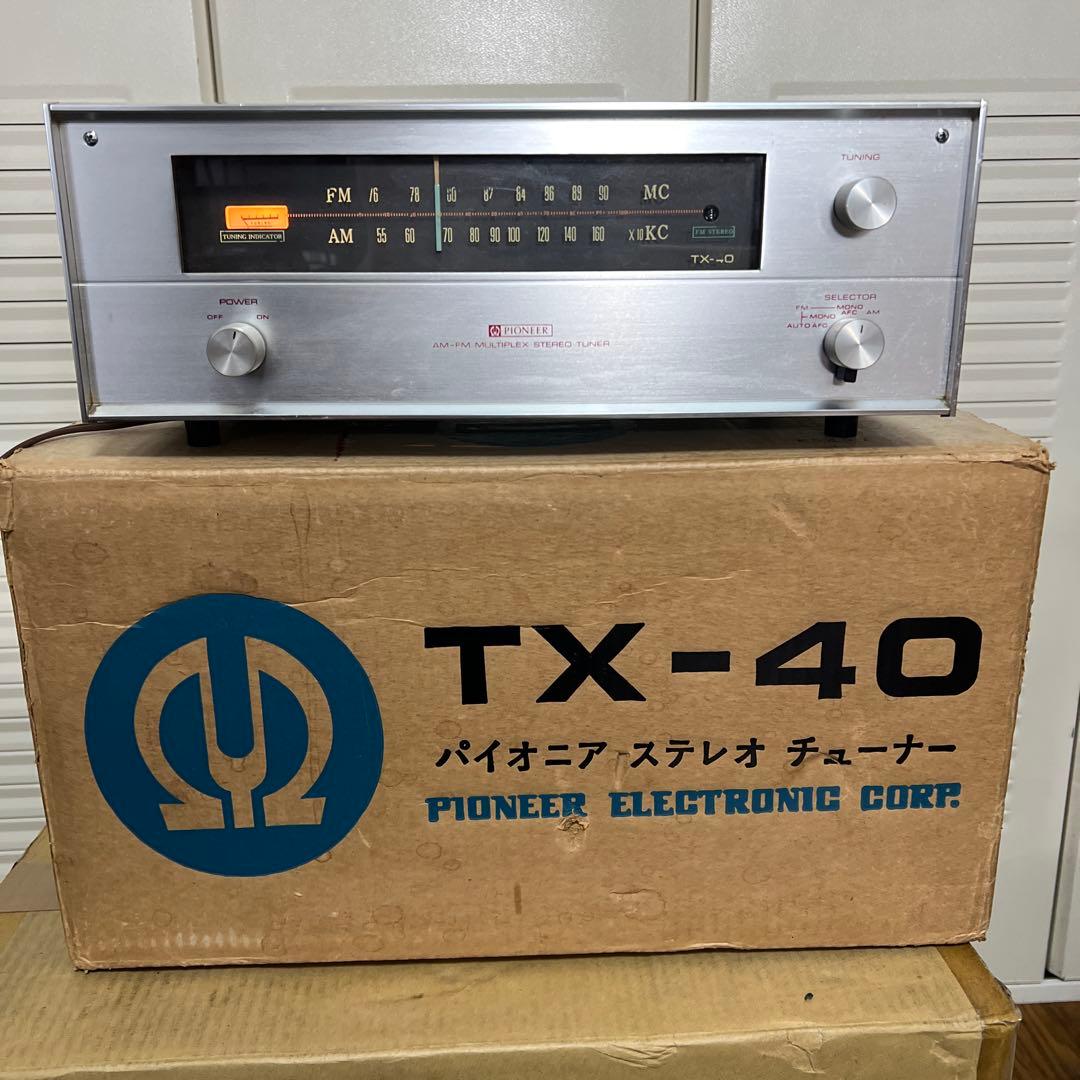 TUNING
FM 76 78 80 82 84 86 89 90 MC
TUNING
TUNING INDICATOR
AM 55 60 70 80 90 100 120 140 160 X10 KC
FM STEREO
TX-40
POWER
OFF ON
PIONEER
AM-FM MULTIPLEX STEREO TUNER
SELECTOR
FM MONO
MONO AFC AM
AUTO AFC
TX-40
パイオニア ステレオ チューナー
PIONEER ELECTRONIC CORP.